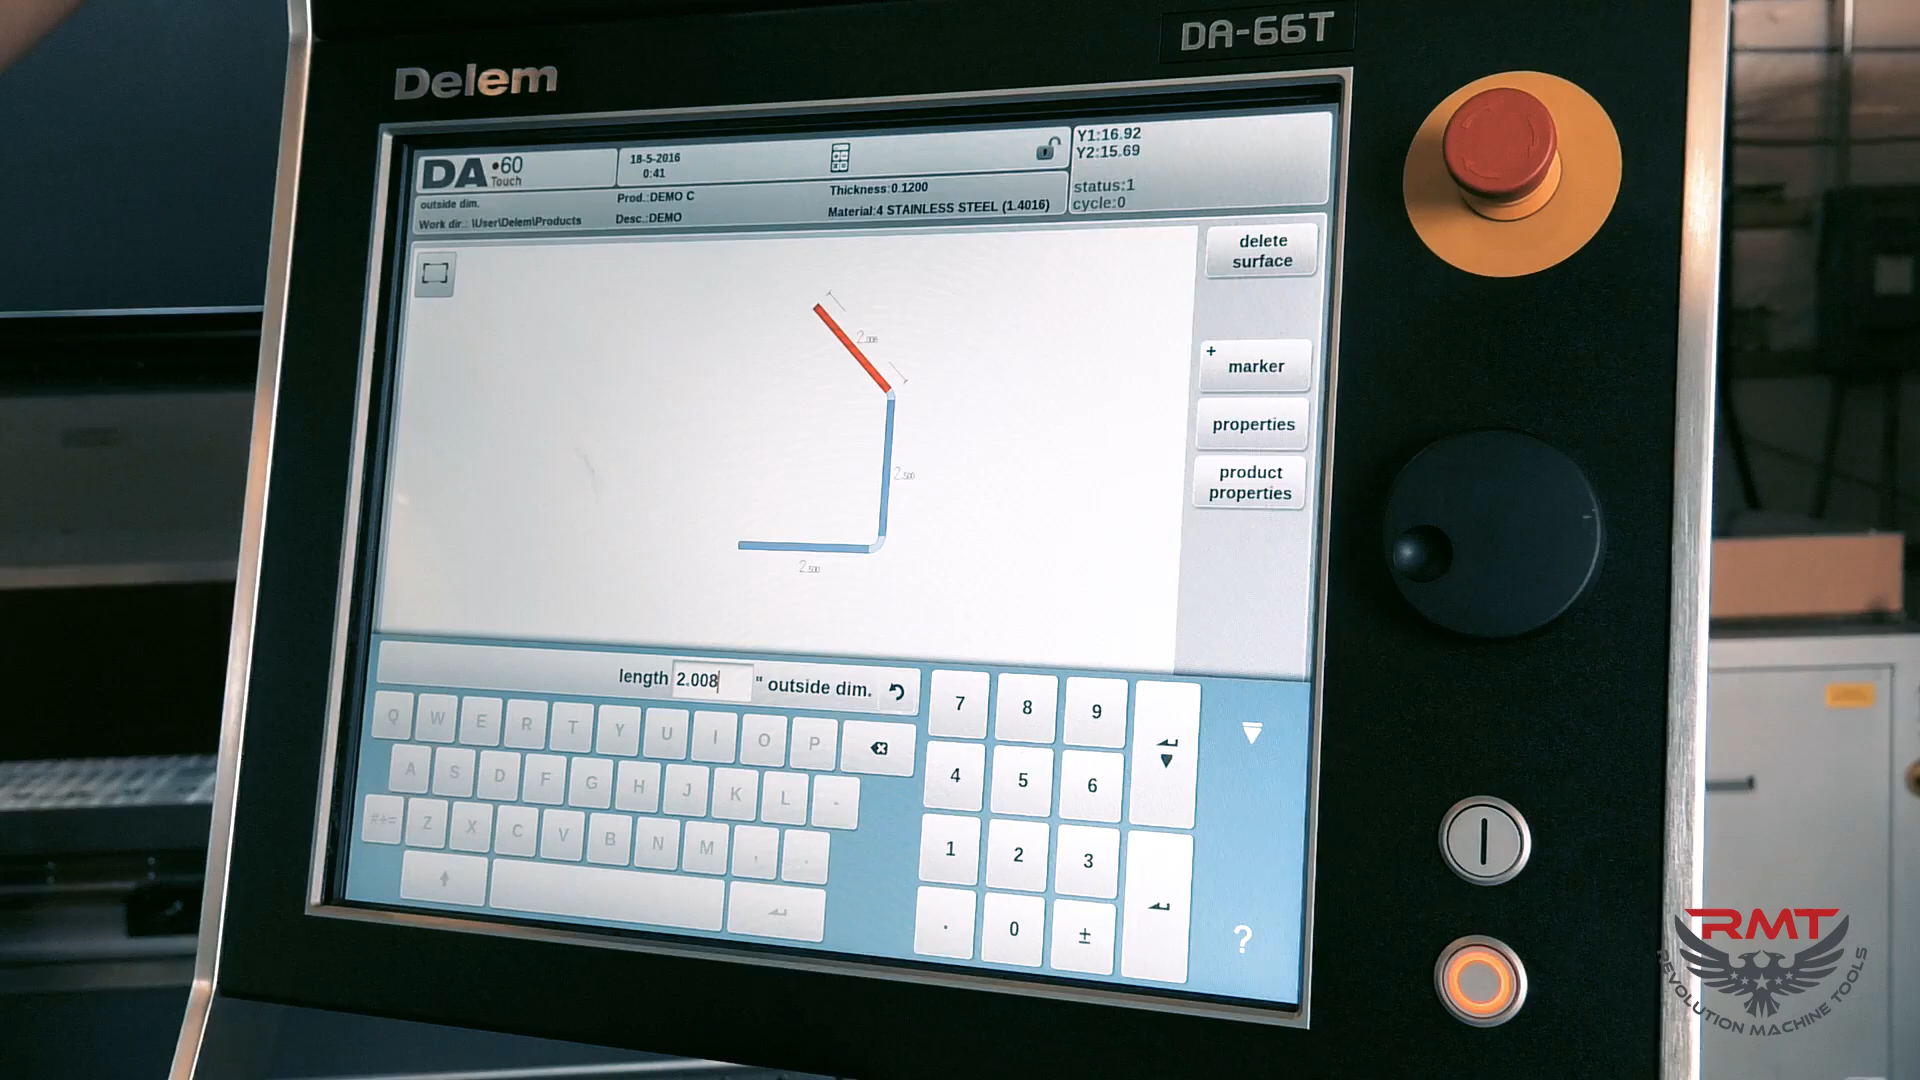 DA-66T
Delem
DA•60
Touch
outside dim.
Work dir.: \User\Delem\Products
18-5-2016
0:41
Prod.:DEMO C
Desc.:DEMO
Thickness:0.1200
Material:4 STAINLESS STEEL (1.4016)
Y1:16.92
Y2:15.69
status:1
cycle:0
delete
surface
+
marker
properties
product
properties
2.008
2.500
2.500
length 2.008 " outside dim.
Q W E R T Y U I O P
A S D F G H J K L -
#+= Z X C V B N M , .
7 8 9
4 5 6
1 2 3
. 0 ±
?
RMT
REVOLUTION MACHINE TOOLS